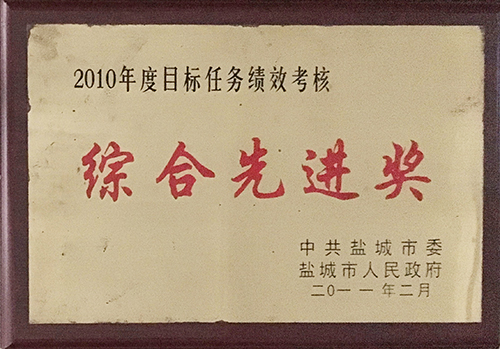 2010年度目标任务绩效考核
综合先进奖
中共盐城市委
盐城市人民政府
二〇一一年二月